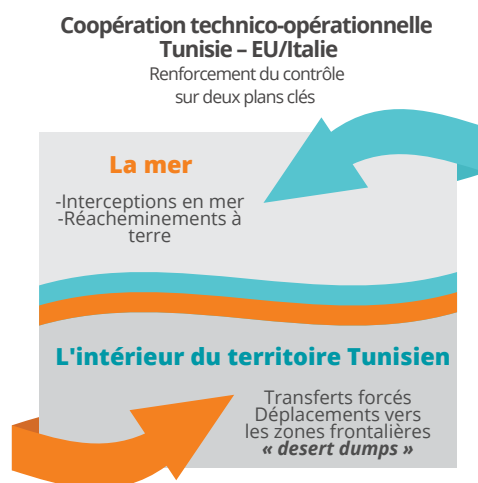 Coopération technico-opérationnelle
Tunisie – EU/Italie
Renforcement du contrôle
sur deux plans clés
La mer
-Interceptions en mer
-Réacheminements à
terre
L'intérieur du territoire Tunisien
Transferts forcés
Déplacements vers
les zones frontalières
« desert dumps »